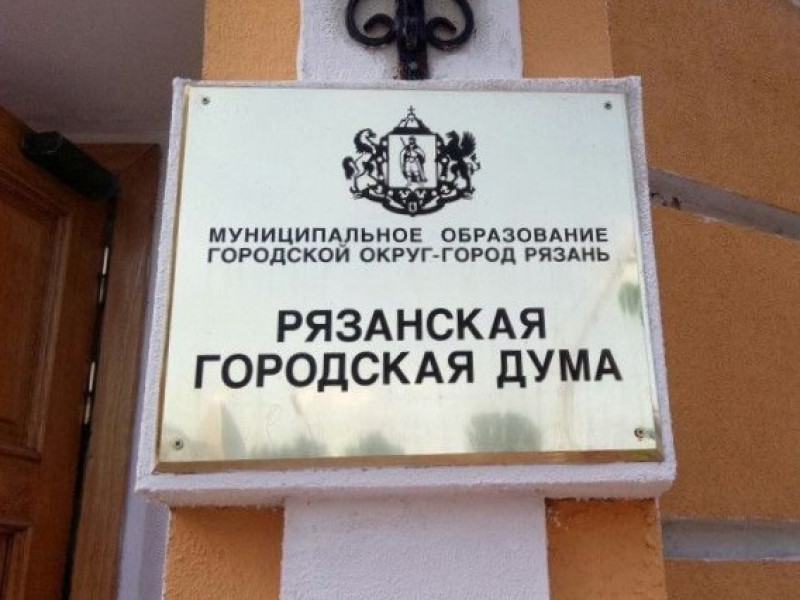 МУНИЦИПАЛЬНОЕ ОБРАЗОВАНИЕ
ГОРОДСКОЙ ОКРУГ-ГОРОД РЯЗАНЬ
РЯЗАНСКАЯ
ГОРОДСКАЯ ДУМА